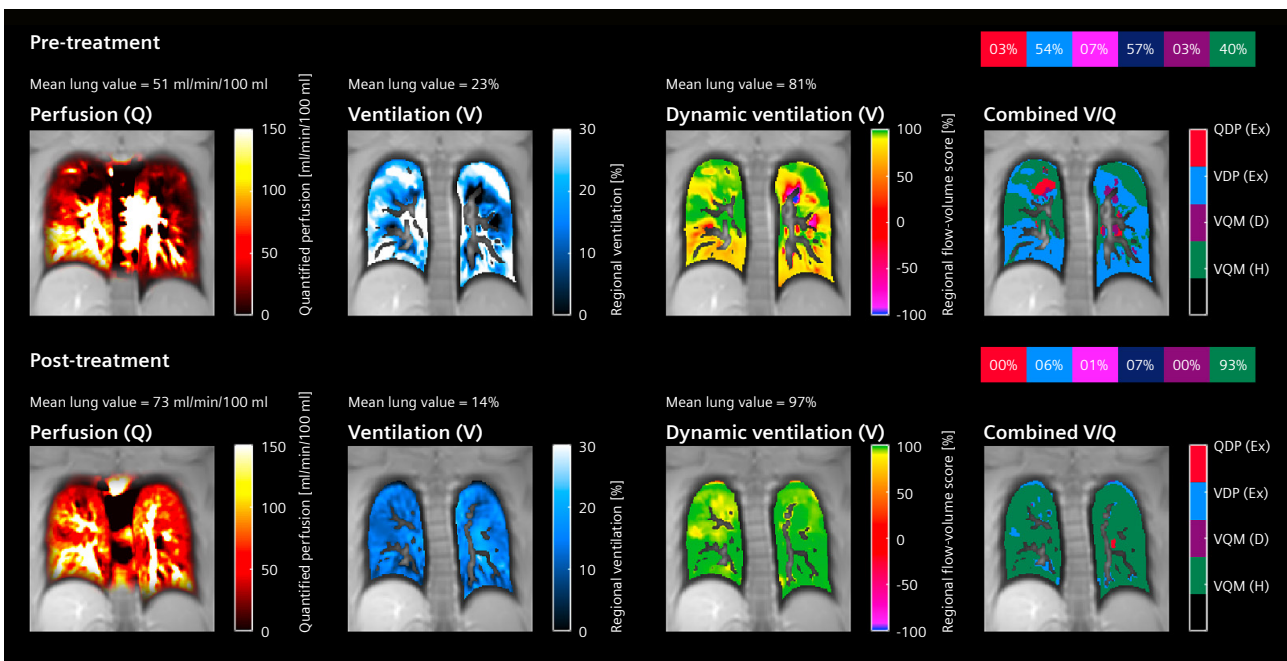 Pre-treatment
03% 54% 07% 57% 03% 40%
Mean lung value = 51 ml/min/100 ml
Perfusion (Q)
150
100
50
0
Quantified perfusion [ml/min/100 ml]
Mean lung value = 23%
Ventilation (V)
30
20
10
0
Regional ventilation [%]
Mean lung value = 81%
Dynamic ventilation (V)
100
50
0
-50
-100
Regional flow-volume score [%]
Combined V/Q
QDP (Ex)
VDP (Ex)
VQM (D)
VQM (H)
Post-treatment
00% 06% 01% 07% 00% 93%
Mean lung value = 73 ml/min/100 ml
Perfusion (Q)
150
100
50
0
Quantified perfusion [ml/min/100 ml]
Mean lung value = 14%
Ventilation (V)
30
20
10
0
Regional ventilation [%]
Mean lung value = 97%
Dynamic ventilation (V)
100
50
0
-50
-100
Regional flow-volume score [%]
Combined V/Q
QDP (Ex)
VDP (Ex)
VQM (D)
VQM (H)